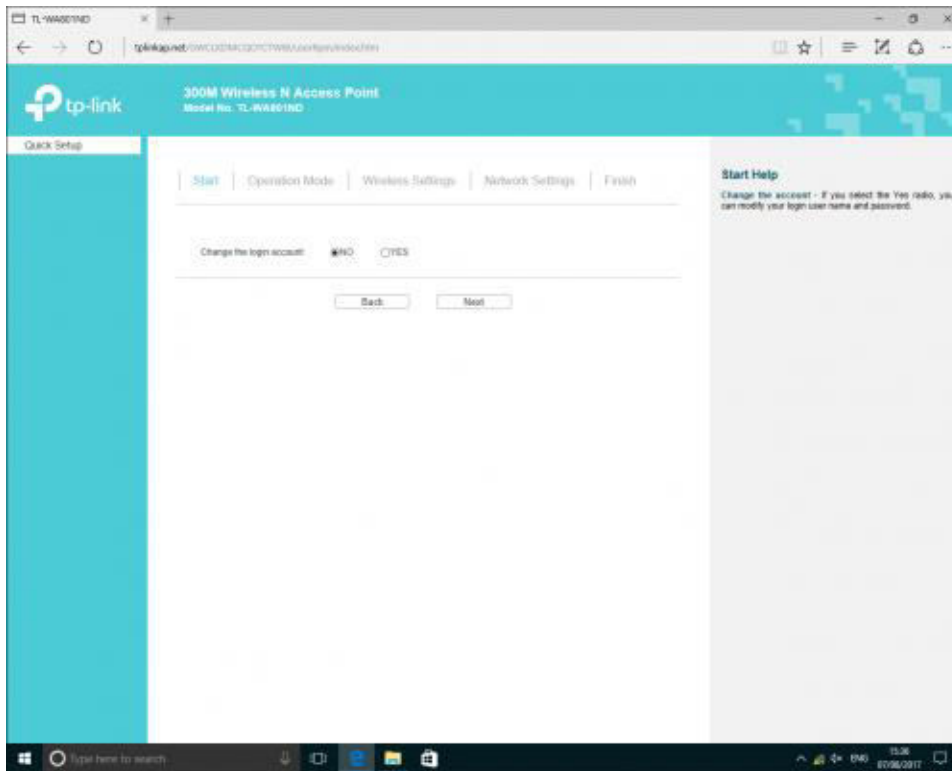 TL-WA801ND
tplinkap.net
tp-link
300M Wireless N Access Point
Model No. TL-WA801ND
Quick Setup
Start | Operation Mode | Wireless Settings | Network Settings | Finish
Change the login account: NO YES
Back Next
Start Help
Change the account - If you select the Yes radio, you
can modify your login user name and password.
Type here to search
ENG
15:36
07/08/2017